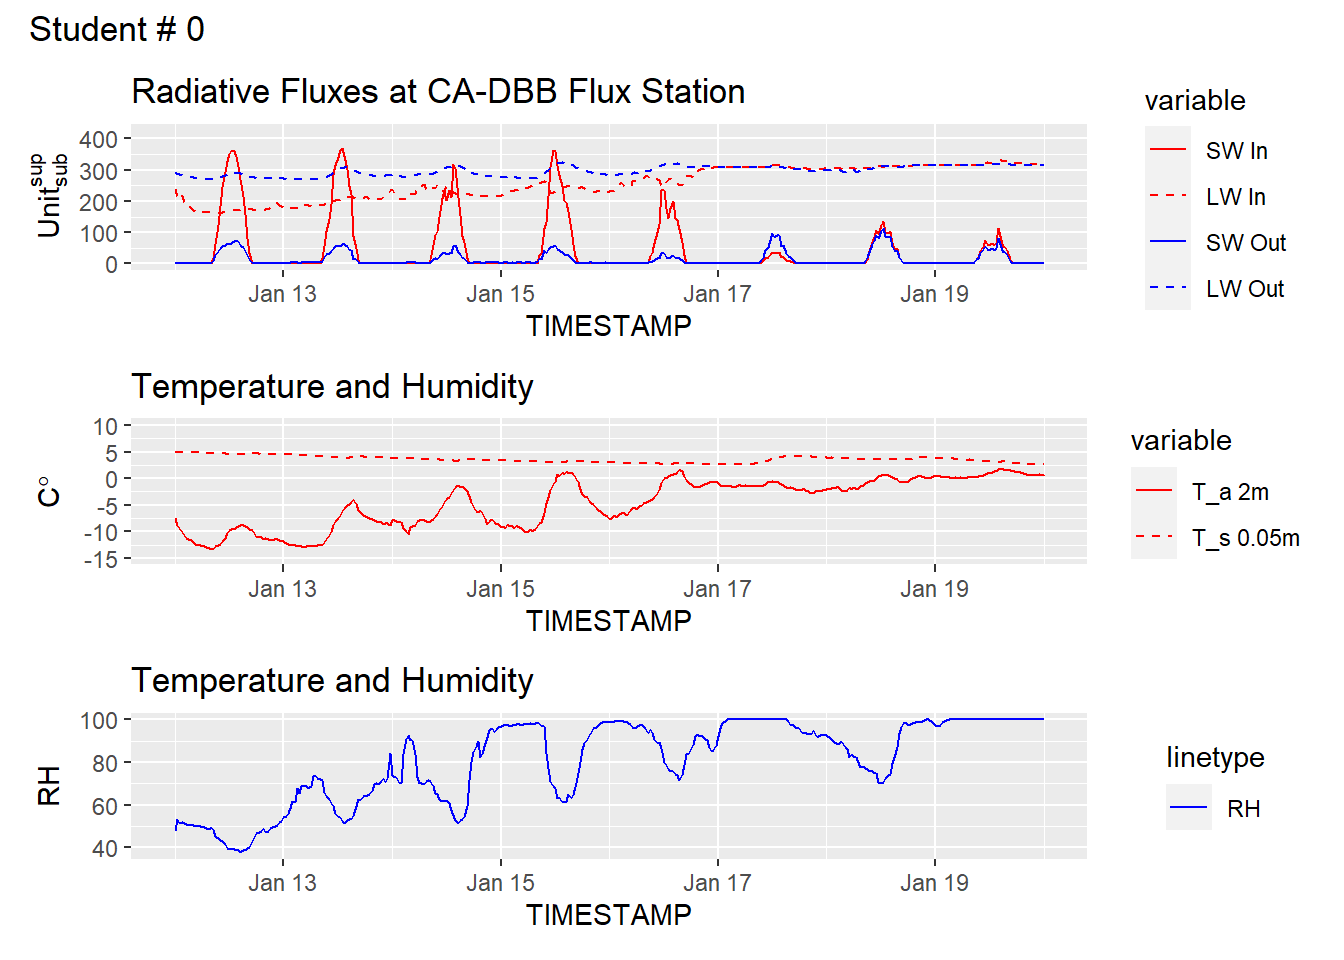 Student # 0
Radiative Fluxes at CA-DBB Flux Station
400
300
200
100
0
Unit sup sub
Jan 13 Jan 15 Jan 17 Jan 19
TIMESTAMP
variable
SW In
LW In
SW Out
LW Out
Temperature and Humidity
10
5
0
-5
-10
-15
C°
Jan 13 Jan 15 Jan 17 Jan 19
TIMESTAMP
variable
T_a 2m
T_s 0.05m
Temperature and Humidity
100
80
60
40
RH
Jan 13 Jan 15 Jan 17 Jan 19
TIMESTAMP
linetype
RH